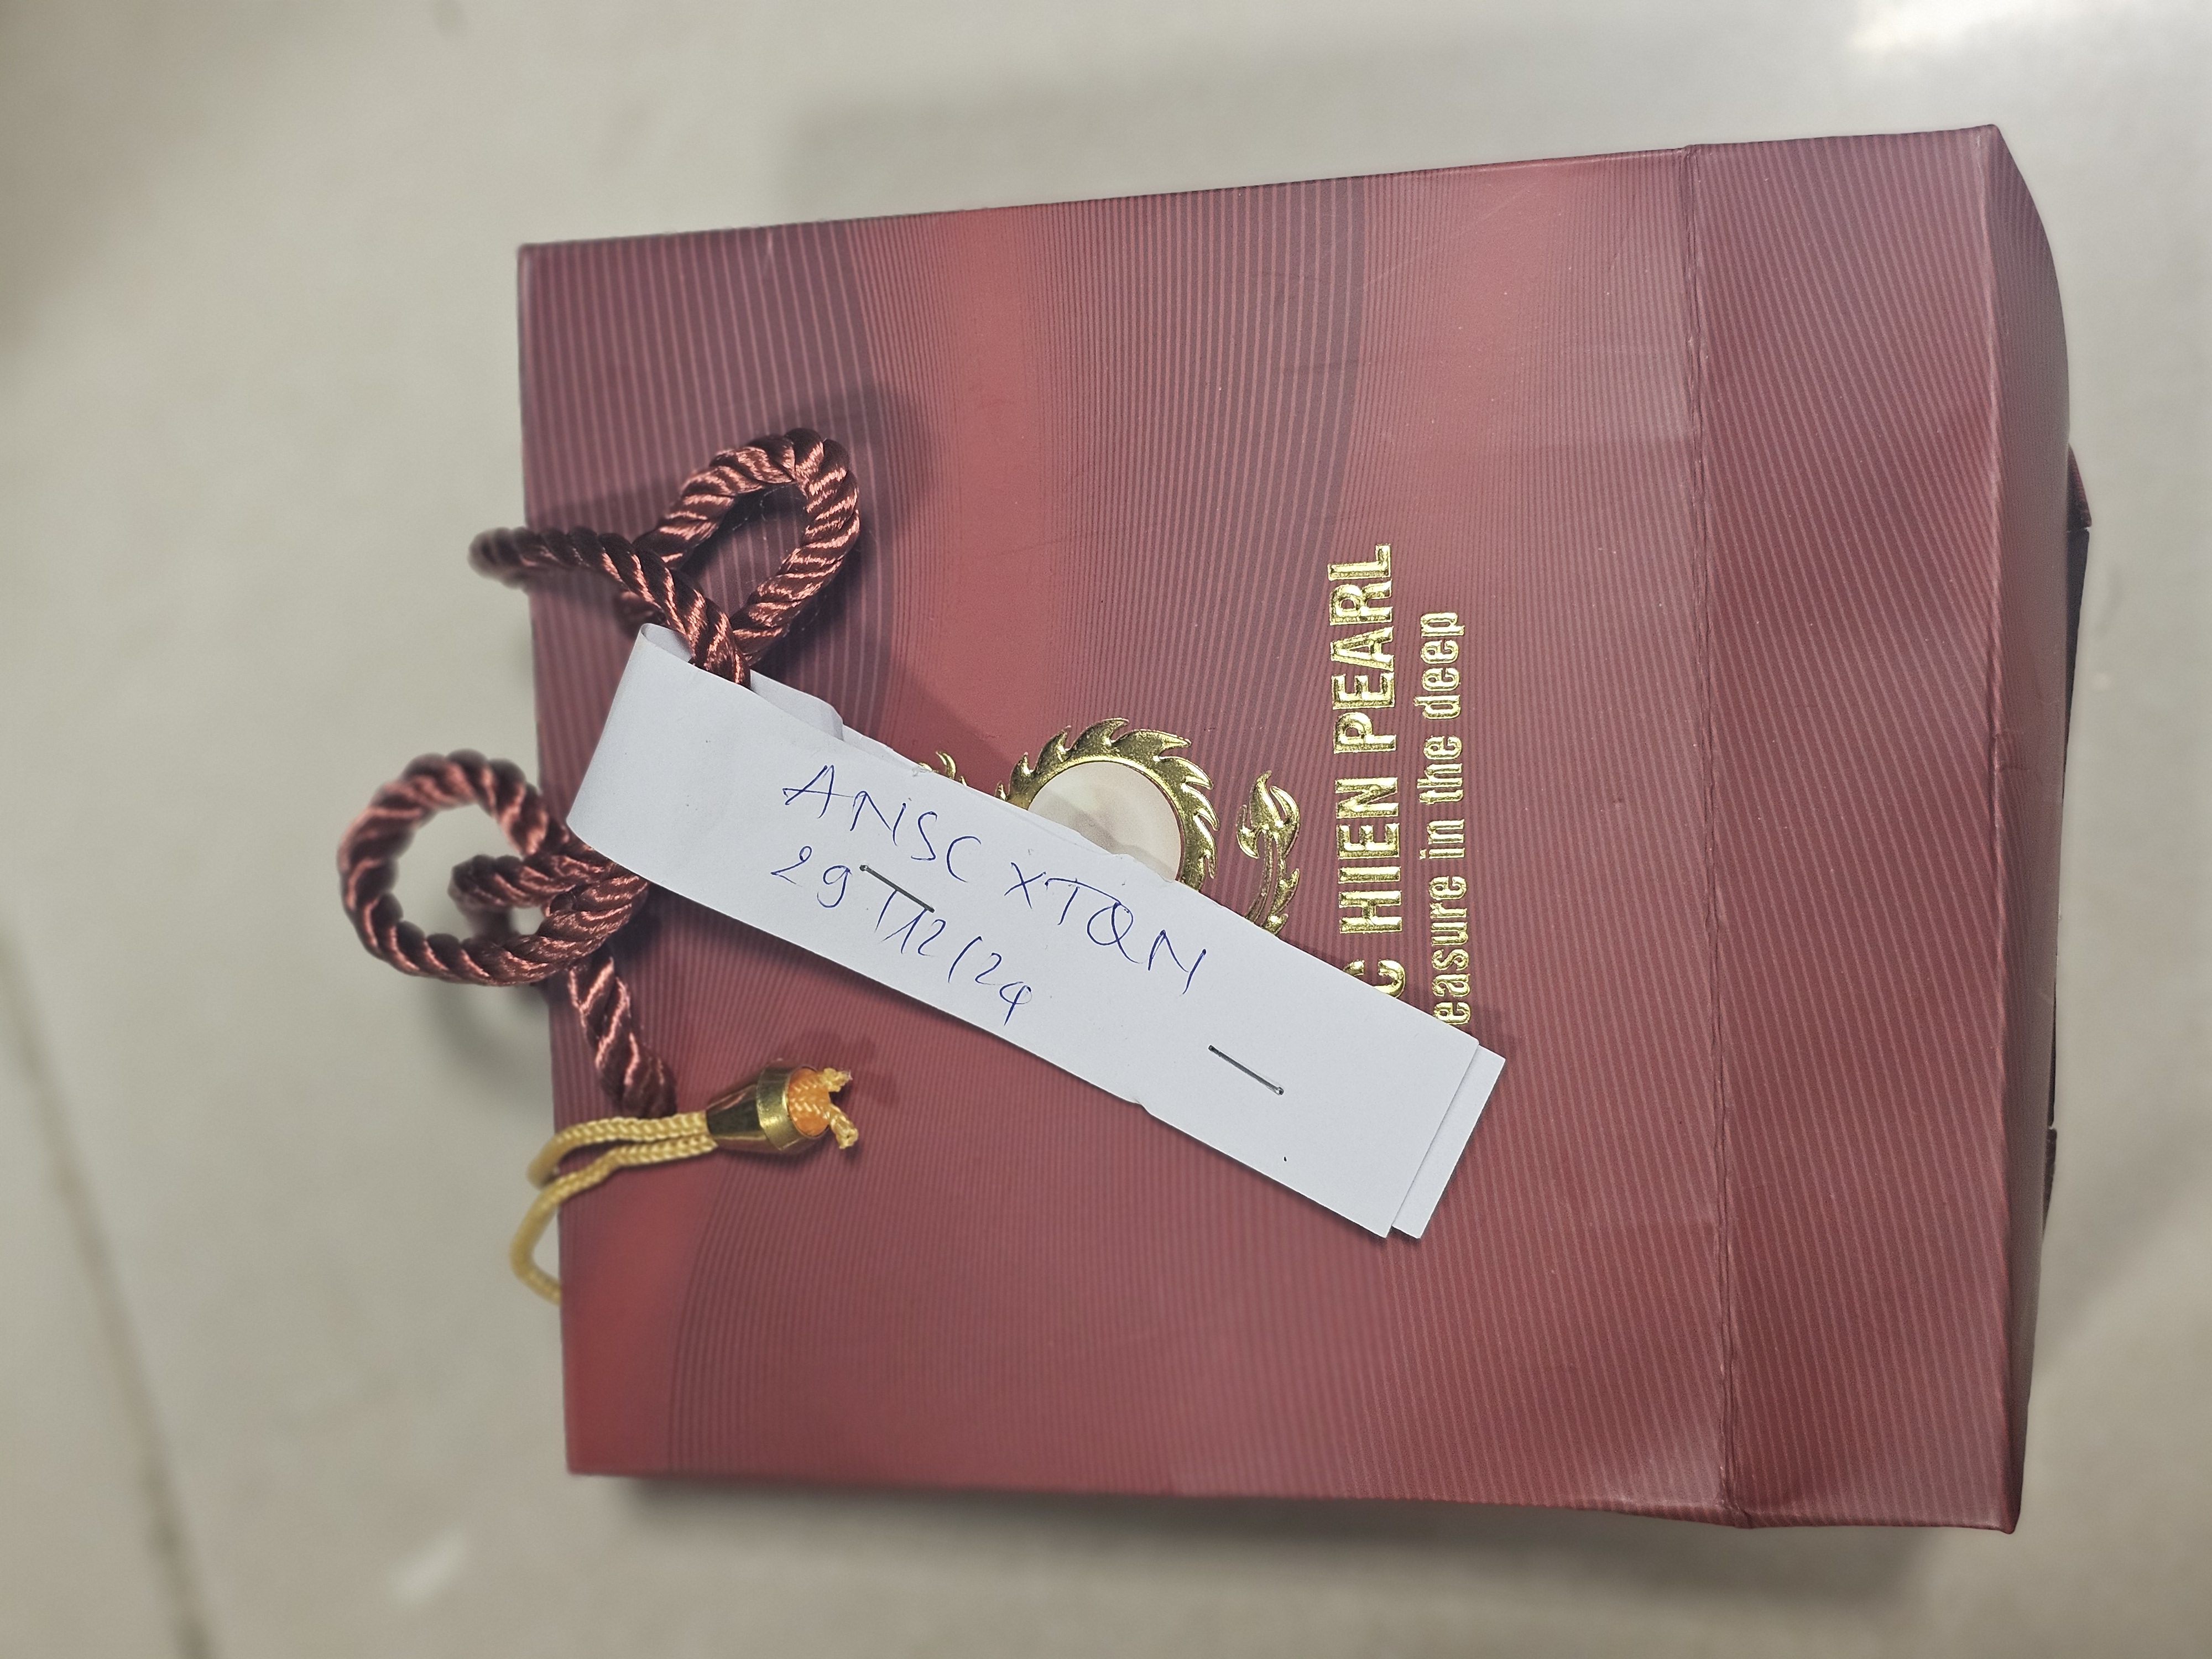 ANSC XTQN
29/12/24
C HIEN PEARL
easure in the deep